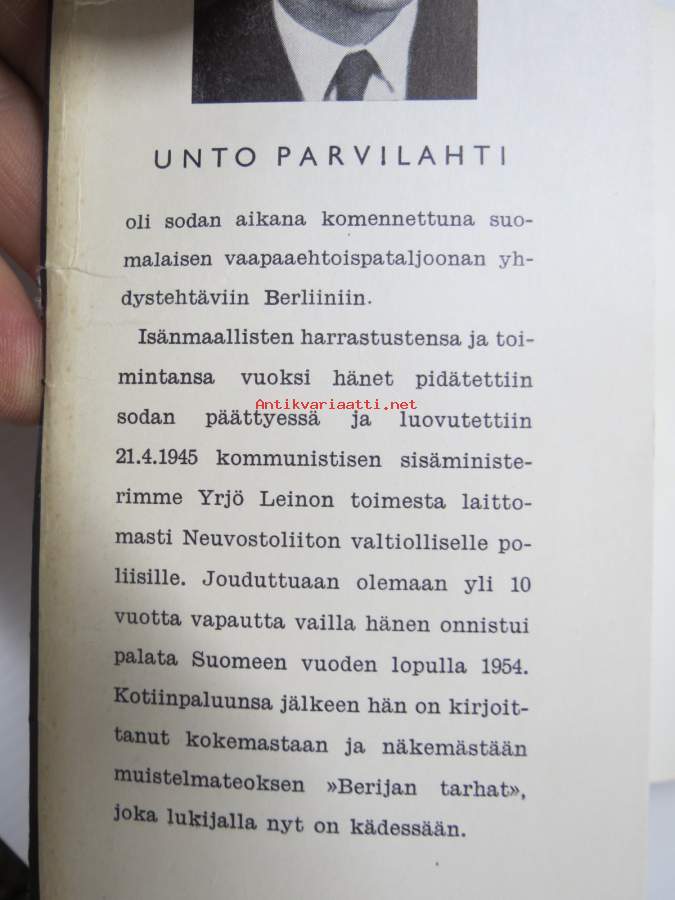 UNTO PARVILAHTI
oli sodan aikana komennettuna suo-
malaisen vaapaaehtoispataljoonan yh-
dystehtäviin Berliiniin.
Isänmaallisten harrastustensa ja toi-
mintansa vuoksi hänet pidätettiin
Antikvariaatti.net
sodan päättyessä ja luovutettiin
21.4.1945 kommunistisen sisäministe-
rimme Yrjö Leinon toimesta laitto-
masti Neuvostoliiton valtiolliselle po-
liisille. Jouduttuaan olemaan yli 10
vuotta vapautta vailla hänen onnistui
palata Suomeen vuoden lopulla 1954.
Kotiinpaluunsa jälkeen hän on kirjoit-
tanut kokemastaan ja näkemästään
muistelmateoksen »Berijan tarhat»,
joka lukijalla nyt on kädessään.